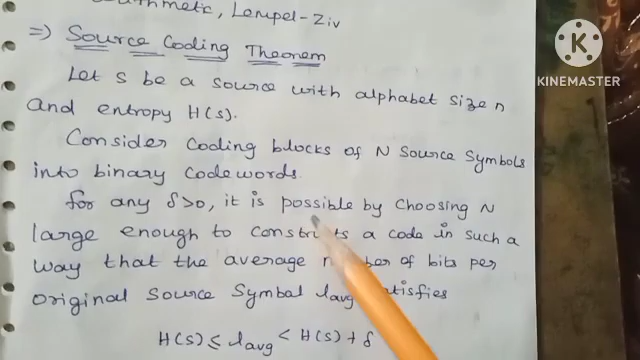 Lempel-Ziv
⇒) Source Coding Theorem
Let S be a source with alphabet size n
and entropy H(s).
Consider coding blocks of N source symbols
into binary codewords.
for any δ>0, it is possible by choosing N
large enough to constructs a code in such a
way that the average of bits per
original source symbol lavg
H(s) ≤ lavg < H(s) + δ
K
KINEMASTER